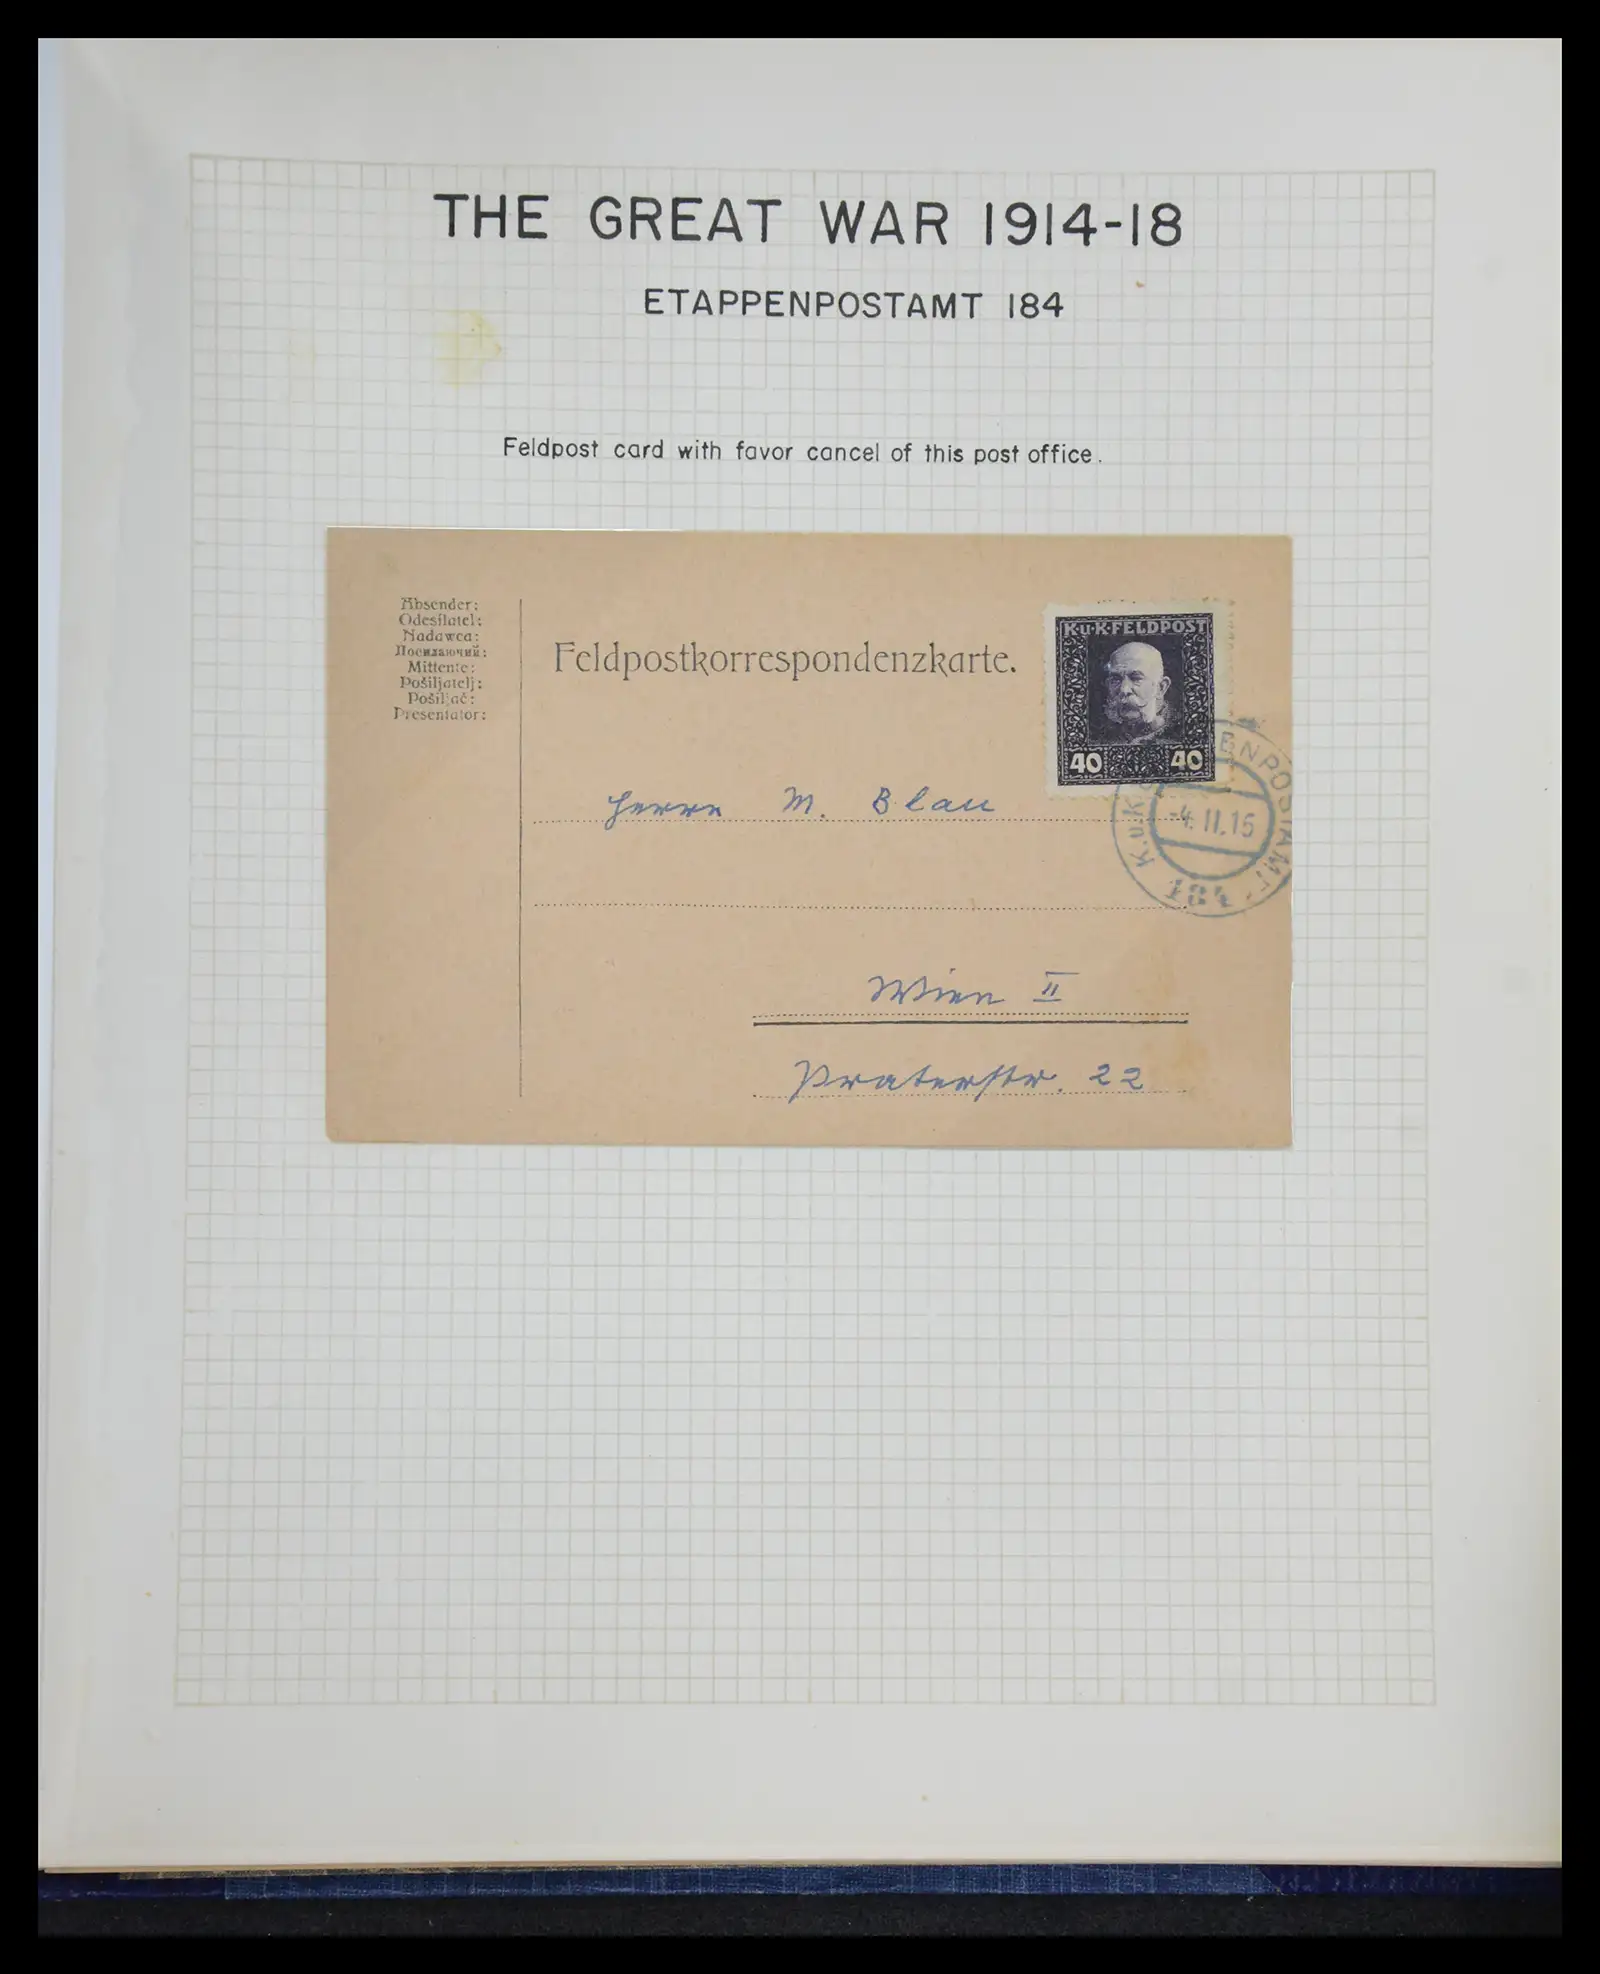 THE GREAT WAR 1914-18
ETAPPENPOSTAMT 184
Feldpost card with favor cancel of this post office.
Absender:
Odesílatel:
Nadawca:
Посилаючий:
Mittente:
Pošiljatelj:
Pošiljač:
Presentator:
Feldpostkorrespondenzkarte.
K.u.K.FELDPOST
40 40
K.u.K. ENPOSTAMT
-4.II.15
184
Herrn M. Blau
Wien II
Praterstr. 22